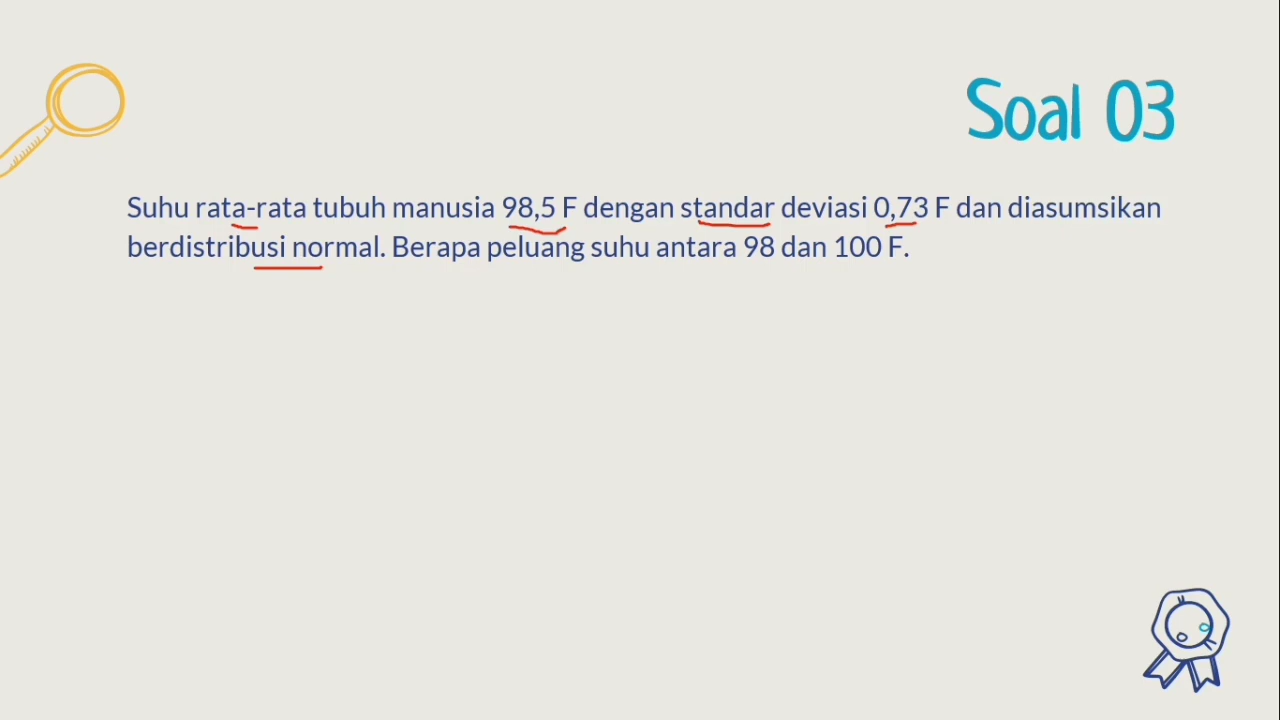 Soal 03
Suhu rata-rata tubuh manusia 98,5 F dengan standar deviasi 0,73 F dan diasumsikan
berdistribusi normal. Berapa peluang suhu antara 98 dan 100 F.